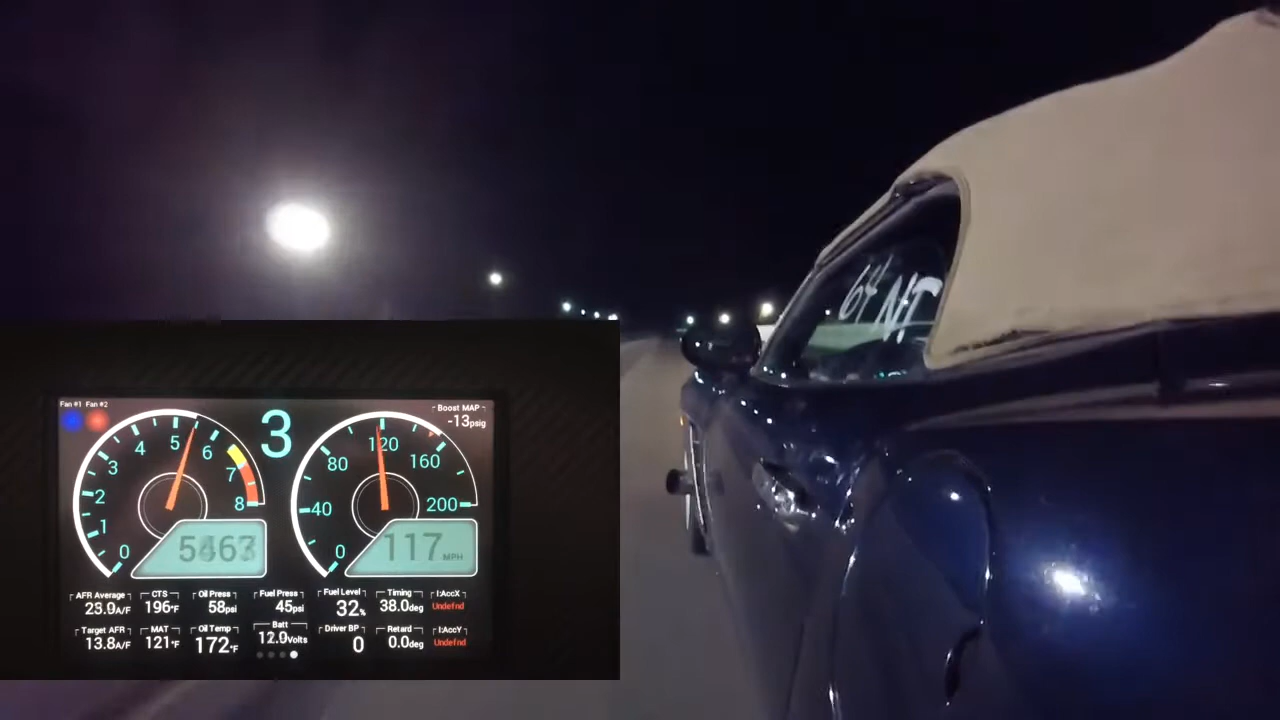 64 NT
Fan #1 Fan #2
3
Boost MAP
-13psig
0 1 2 3 4 5 6 7 8
0 40 80 120 160 200
117 MPH
AFR Average CTS Oil Press Fuel Press Fuel Level Timing I:AccX
23.9A/F 196°F 58psi 45psi 32% 38.0deg Undefnd
Target AFR MAT Oil Temp Batt Driver BP Retard I:AccY
13.8A/F 121°F 172°F 12.0Volts 0 0.0deg Undefnd